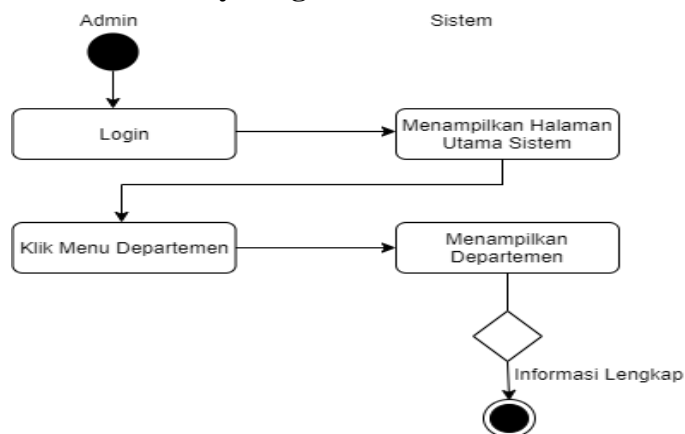 Admin
Sistem
Login
Menampilkan Halaman
Utama Sistem
Klik Menu Departemen
Menampilkan
Departemen
Informasi Lengkap